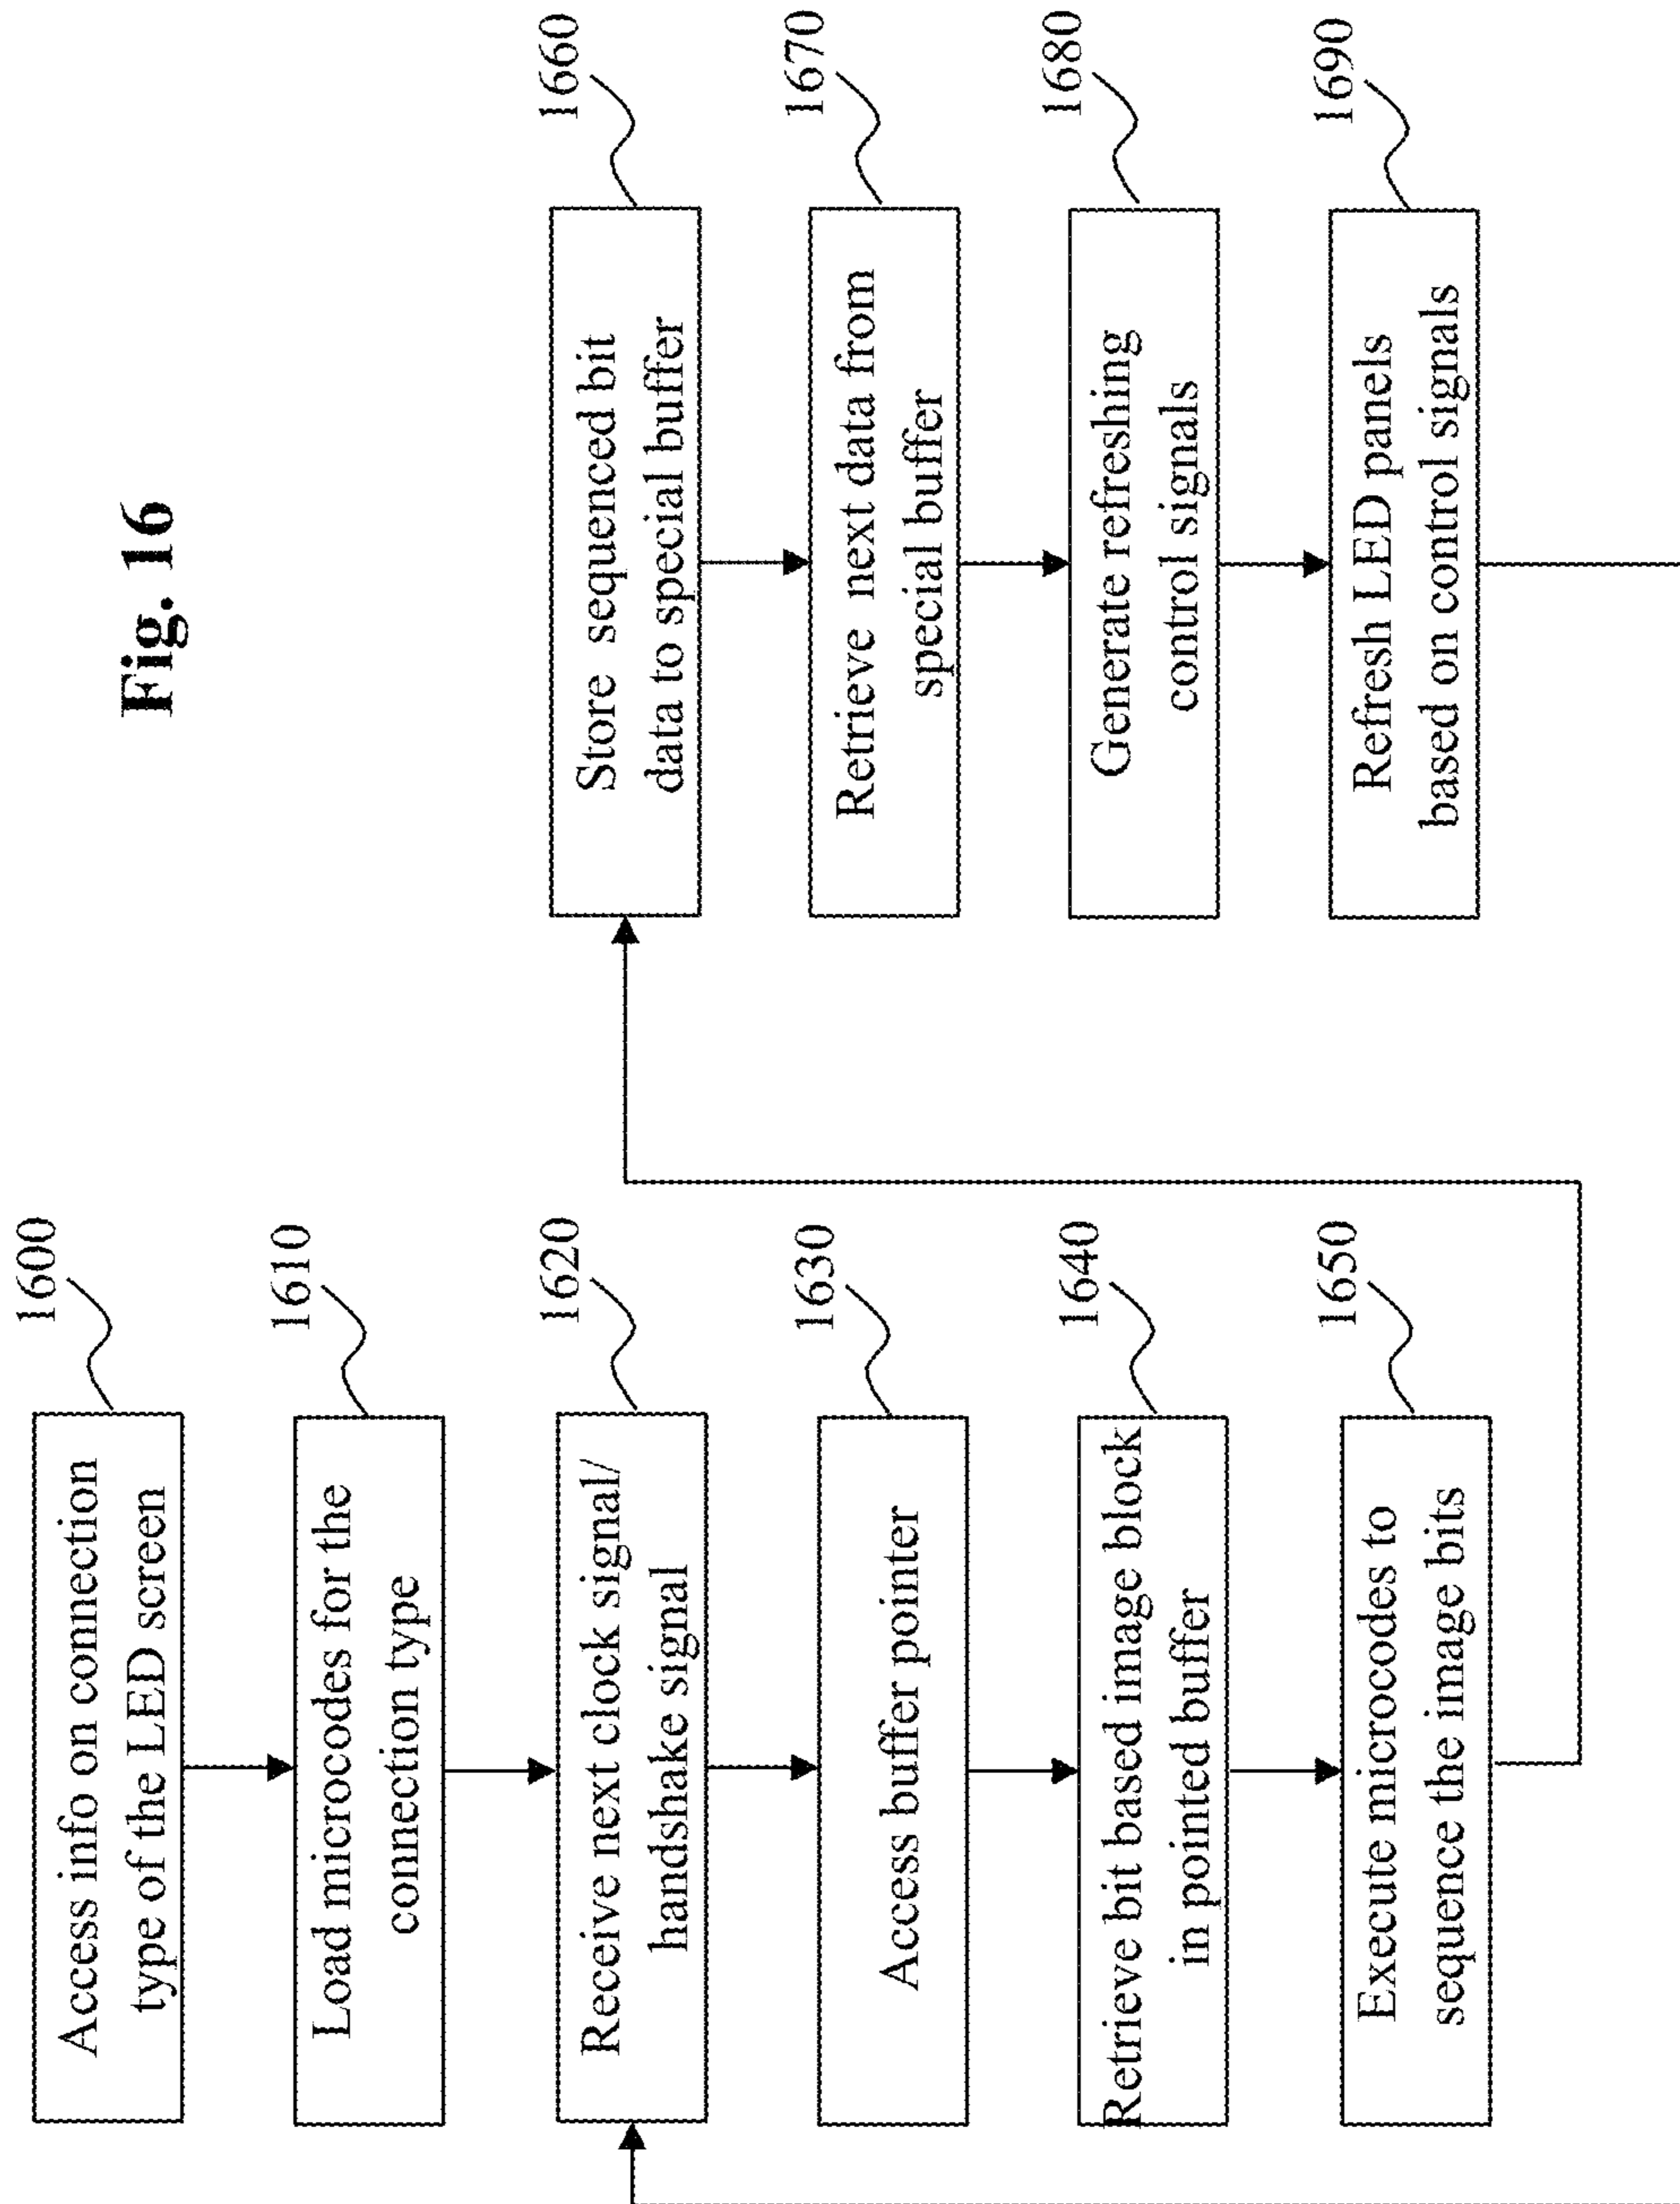 Fig. 16
1600
Access info on connection
type of the LED screen
1610
Load microcodes for the
connection type
1620
Receive next clock signal/
handshake signal
1630
Access buffer pointer
1640
Retrieve bit based image block
in pointed buffer
1650
Execute microcodes to
sequence the image bits
1660
Store sequenced bit
data to special buffer
1670
Retrieve next data from
special buffer
1680
Generate refreshing
control signals
1690
Refresh LED panels
based on control signals